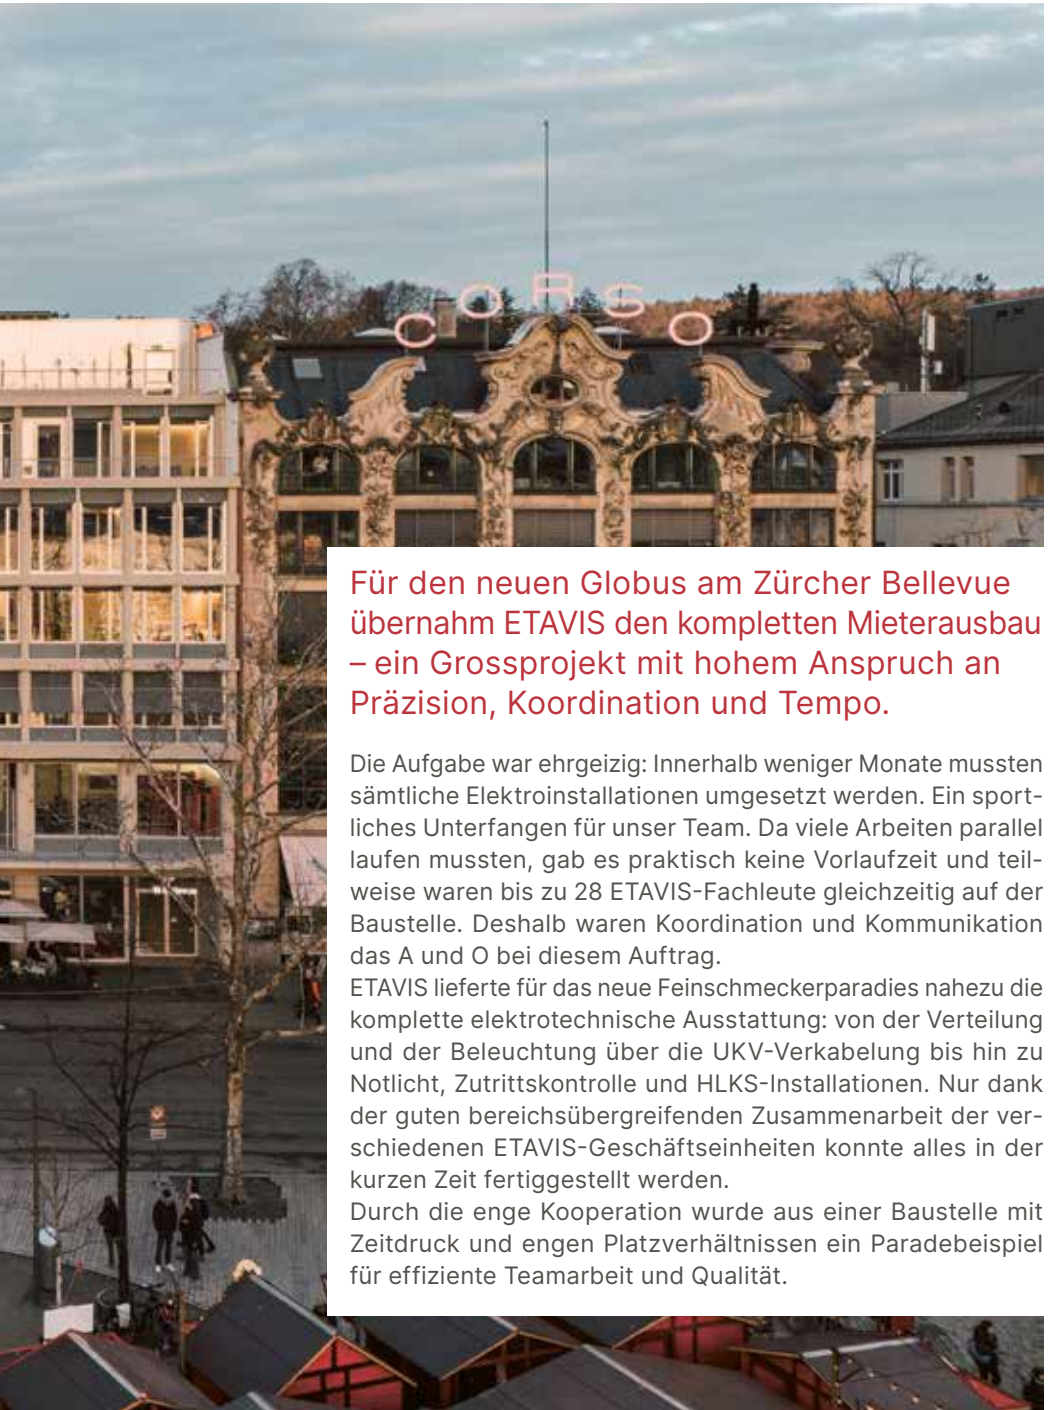 CORSO
Für den neuen Globus am Zürcher Bellevue
übernahm ETAVIS den kompletten Mieterausbau
– ein Grossprojekt mit hohem Anspruch an
Präzision, Koordination und Tempo.
Die Aufgabe war ehrgeizig: Innerhalb weniger Monate mussten
sämtliche Elektroinstallationen umgesetzt werden. Ein sport-
liches Unterfangen für unser Team. Da viele Arbeiten parallel
laufen mussten, gab es praktisch keine Vorlaufzeit und teil-
weise waren bis zu 28 ETAVIS-Fachleute gleichzeitig auf der
Baustelle. Deshalb waren Koordination und Kommunikation
das A und O bei diesem Auftrag.
ETAVIS lieferte für das neue Feinschmeckerparadies nahezu die
komplette elektrotechnische Ausstattung: von der Verteilung
und der Beleuchtung über die UKV-Verkabelung bis hin zu
Notlicht, Zutrittskontrolle und HLKS-Installationen. Nur dank
der guten bereichsübergreifenden Zusammenarbeit der ver-
schiedenen ETAVIS-Geschäftseinheiten konnte alles in der
kurzen Zeit fertiggestellt werden.
Durch die enge Kooperation wurde aus einer Baustelle mit
Zeitdruck und engen Platzverhältnissen ein Paradebeispiel
für effiziente Teamarbeit und Qualität.